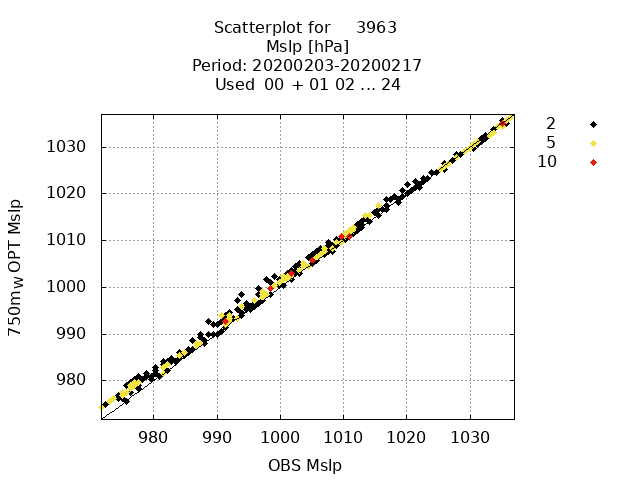 Scatterplot for 3963
Mslp [hPa]
Period: 20200203-20200217
Used 00 + 01 02 ... 24
2
5
10
1030
1020
1010
1000
990
980
750mw OPT Mslp
980 990 1000 1010 1020 1030
OBS Mslp